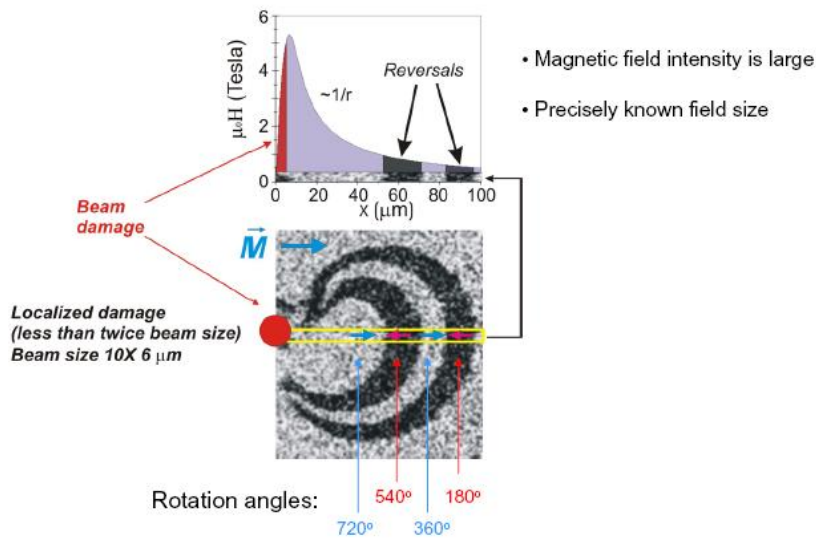 6
4
2
0
μ₀H (Tesla)
~1/r
Reversals
0 20 40 60 80 100
x (μm)
• Magnetic field intensity is large
• Precisely known field size
Beam
damage
M
Localized damage
(less than twice beam size)
Beam size 10X 6 μm
Rotation angles:
540º
180º
720º
360º